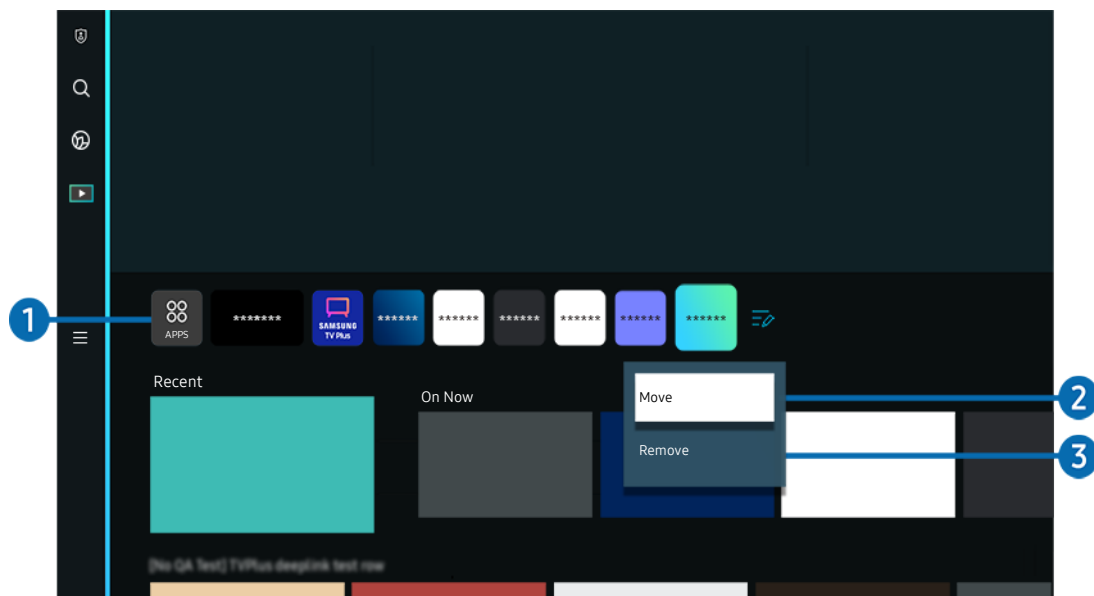 1
APPS
*******
SAMSUNG
TV Plus
******
******
******
******
******
******
Recent
On Now
Move
2
Remove
3
[No QA Test] TVPlus deeplink test row